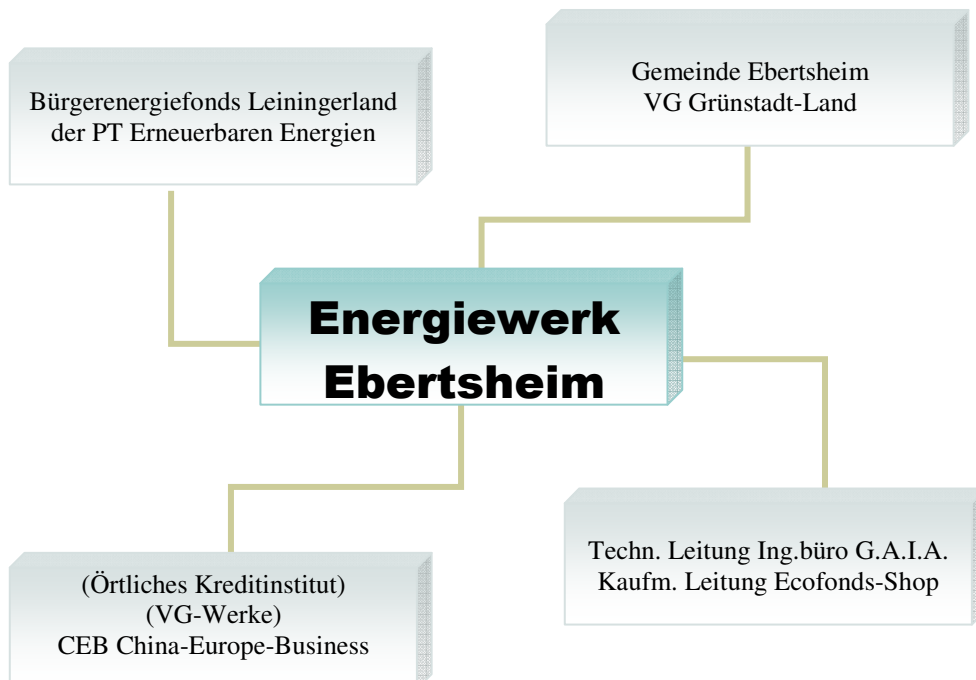 Bürgerenergiefonds Leiningerland
der PT Erneuerbaren Energien
Gemeinde Ebertsheim
VG Grünstadt-Land
Energiewerk
Ebertsheim
(Örtliches Kreditinstitut)
(VG-Werke)
CEB China-Europe-Business
Techn. Leitung Ing.büro G.A.I.A.
Kaufm. Leitung Ecofonds-Shop